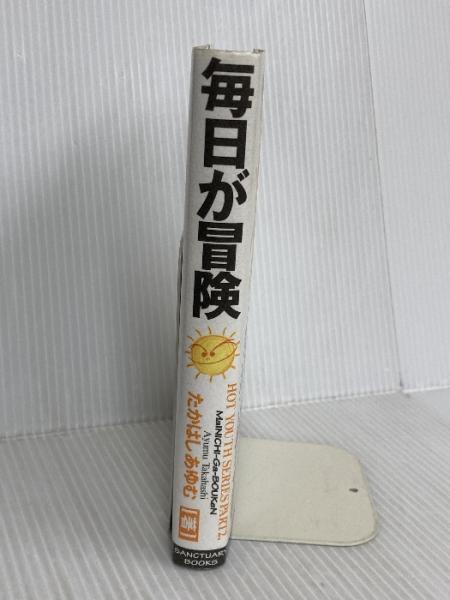 毎日が冒険
HOT YOUTH SERIES PART2
MaINICHI-Ga-BOUKeN
Ayumu Takahashi
たかはし あゆむ [著]
SANCTUARY
BOOKS